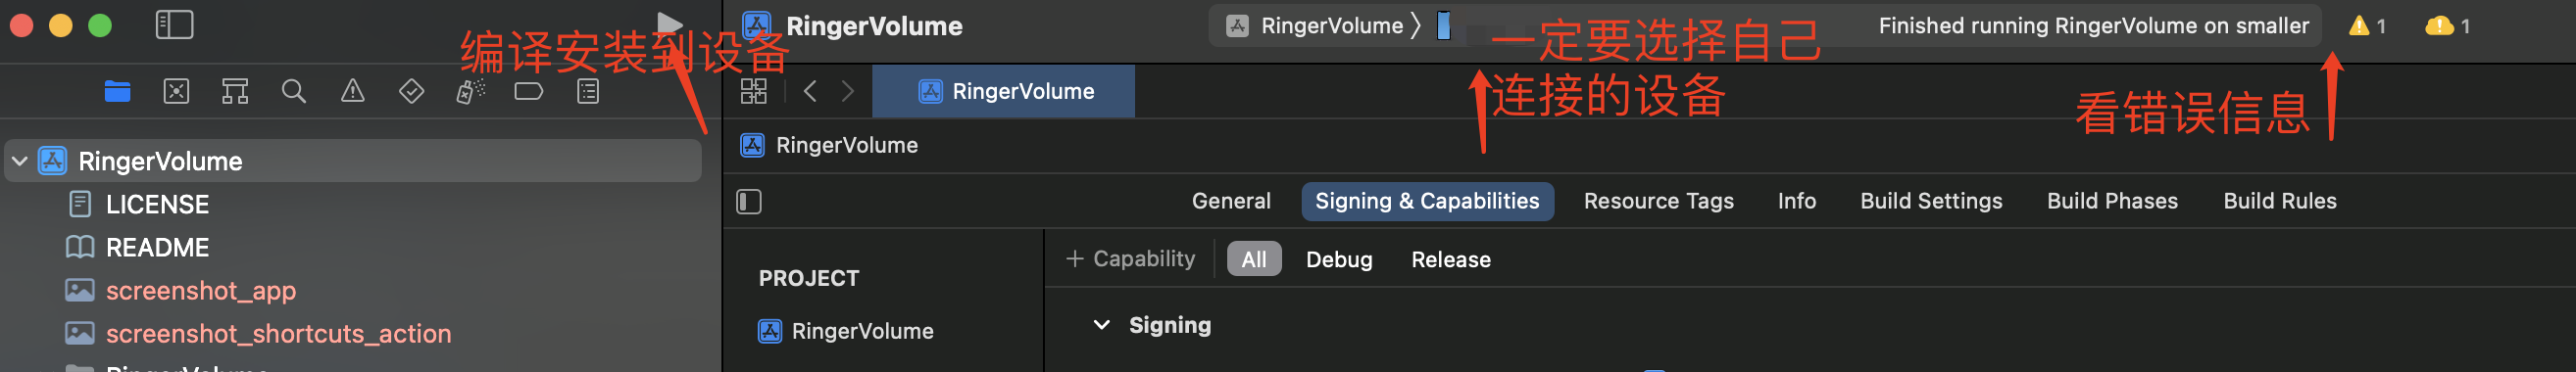 RingerVolume
RingerVolume
Finished running RingerVolume on smaller
1
1
编译安装到设备
一定要选择自己
连接的设备
看错误信息
RingerVolume
RingerVolume
RingerVolume
LICENSE
README
screenshot_app
screenshot_shortcuts_action
RingerVolume
General
Signing & Capabilities
Resource Tags
Info
Build Settings
Build Phases
Build Rules
PROJECT
RingerVolume
+ Capability
All
Debug
Release
Signing